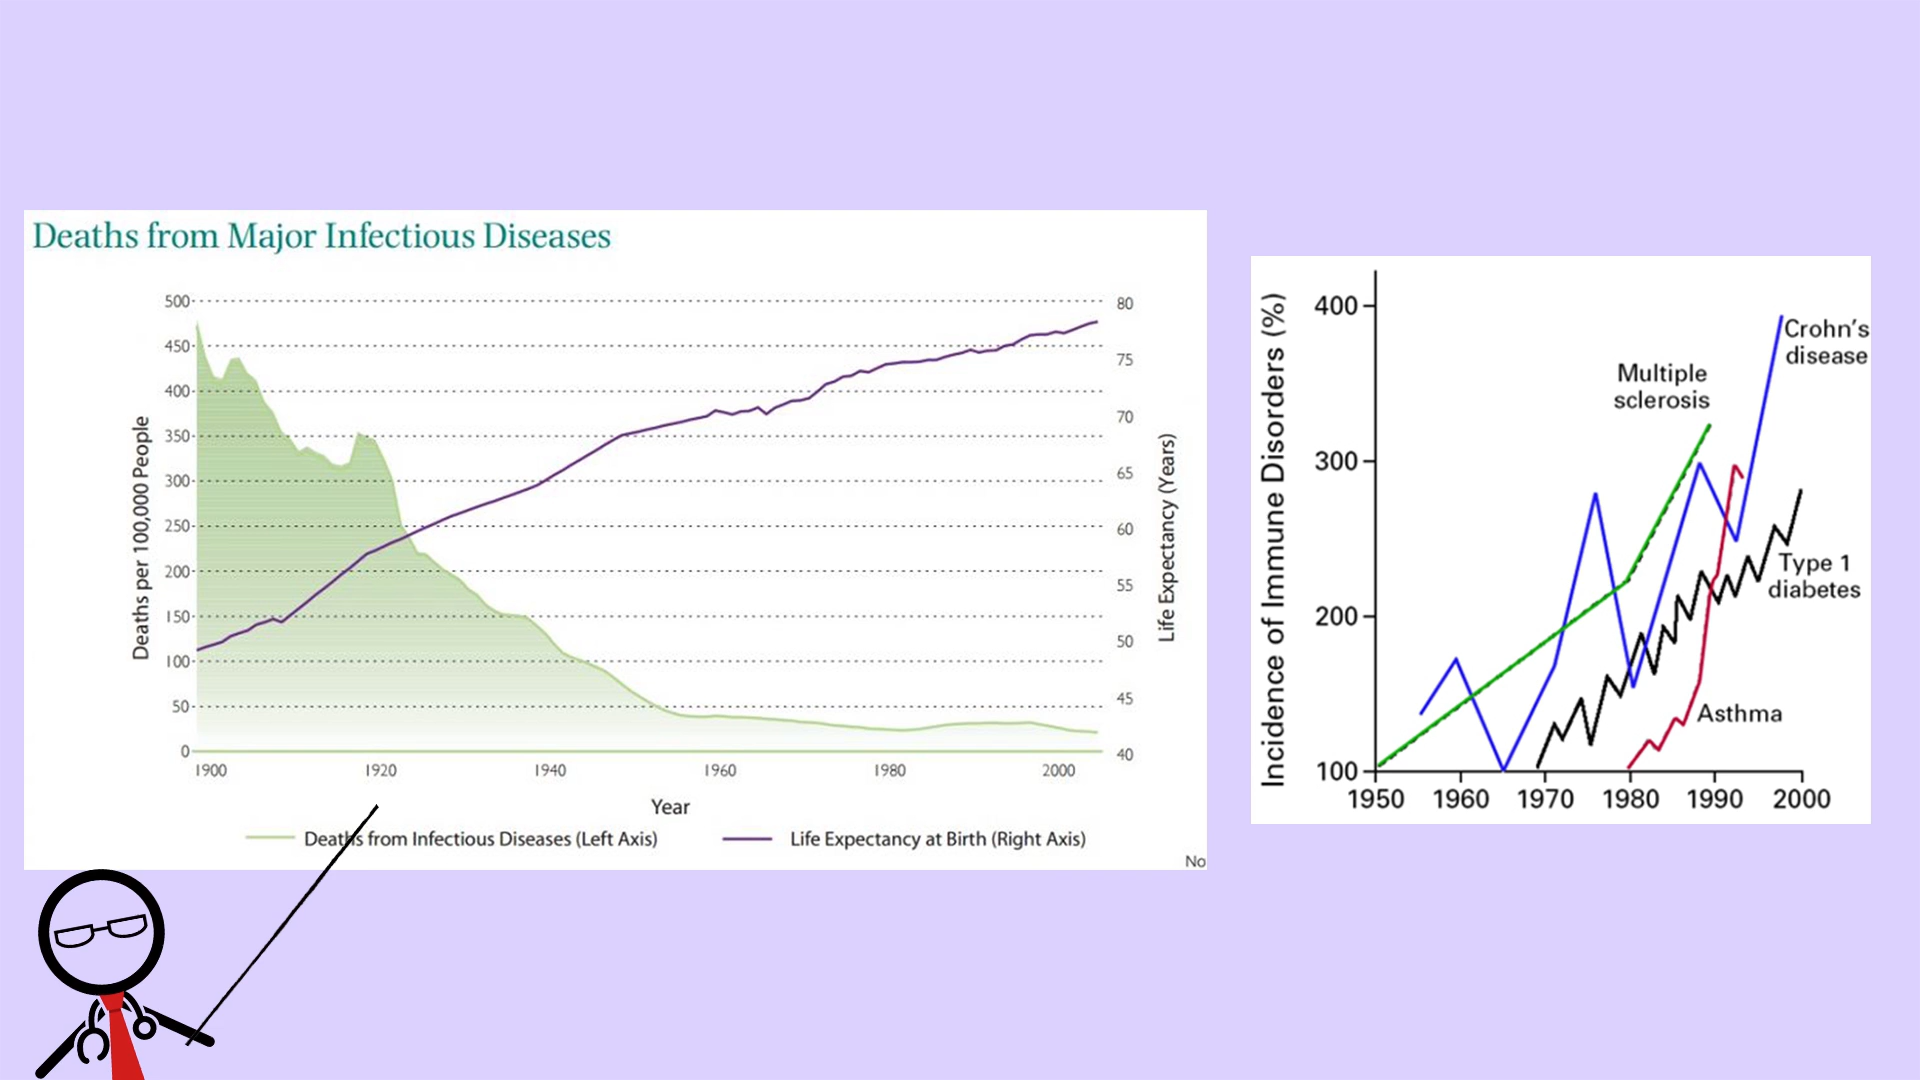 Deaths from Major Infectious Diseases
500
450
400
350
300
250
200
150
100
50
0
Deaths per 100,000 People
80
75
70
65
60
55
50
45
40
Life Expectancy (Years)
1900 1920 1940 1960 1980 2000
Year
Deaths from Infectious Diseases (Left Axis) Life Expectancy at Birth (Right Axis)
No
Incidence of Immune Disorders (%)
400
300
200
100
Crohn's
disease
Multiple
sclerosis
Type 1
diabetes
Asthma
1950 1960 1970 1980 1990 2000